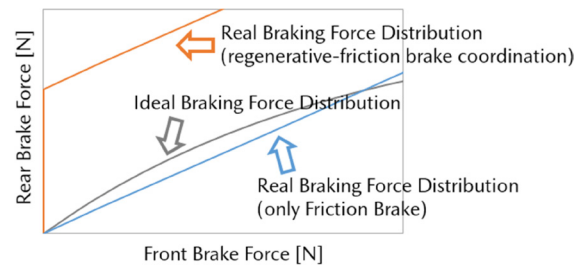 Real Braking Force Distribution
(regenerative-friction brake coordination)
Ideal Braking Force Distribution
Real Braking Force Distribution
(only Friction Brake)
Rear Brake Force [N]
Front Brake Force [N]